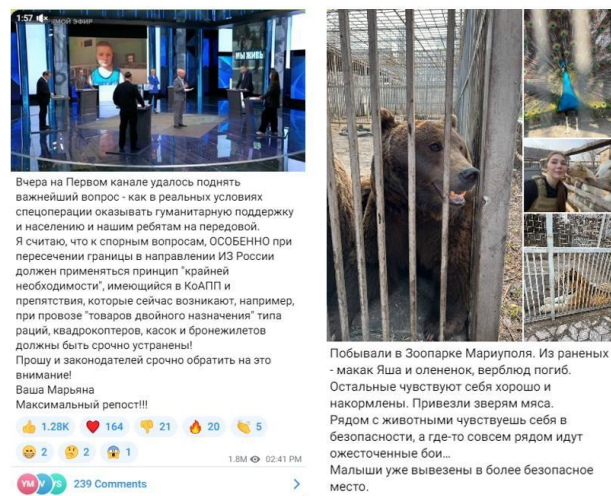 1:57
ПРЯМОЙ ЭФИР
Вчера на Первом канале удалось поднять
важнейший вопрос - как в реальных условиях
спецоперации оказывать гуманитарную поддержку
и населению и нашим ребятам на передовой.
Я считаю, что к спорным вопросам, ОСОБЕННО при
пересечении границы в направлении ИЗ России
должен применяться принцип "крайней
необходимости", имеющийся в КоАПП и
препятствия, которые сейчас возникают, например,
при провозе "товаров двойного назначения" типа
раций, квадрокоптеров, касок и бронежилетов
должны быть срочно устранены!
Прошу и законодателей срочно обратить на это
внимание!
Ваша Марьяна
Максимальный репост!!!
1.28K 164 21 20 5
2 2 1
1.8M 02:41 PM
YM V YS 239 Comments
Побывали в Зоопарке Мариуполя. Из раненых
- макак Яша и олененок, верблюд погиб.
Остальные чувствуют себя хорошо и
накормлены. Привезли зверям мяса.
Рядом с животными чувствуешь себя в
безопасности, а где-то совсем рядом идут
ожесточенные бои...
Малыши уже вывезены в более безопасное
место.